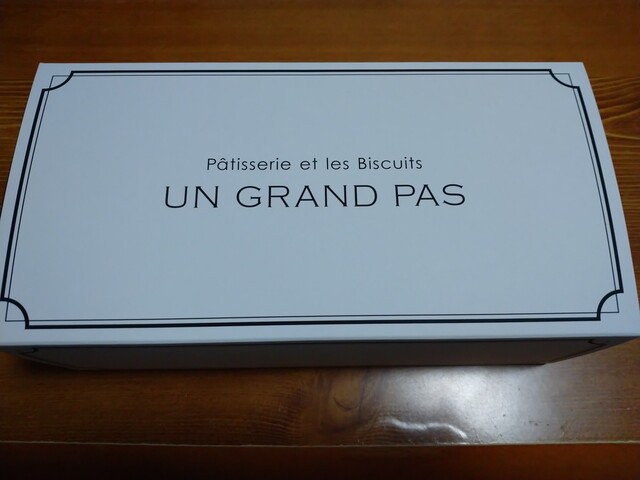 Pâtisserie et les Biscuits
UN GRAND PAS